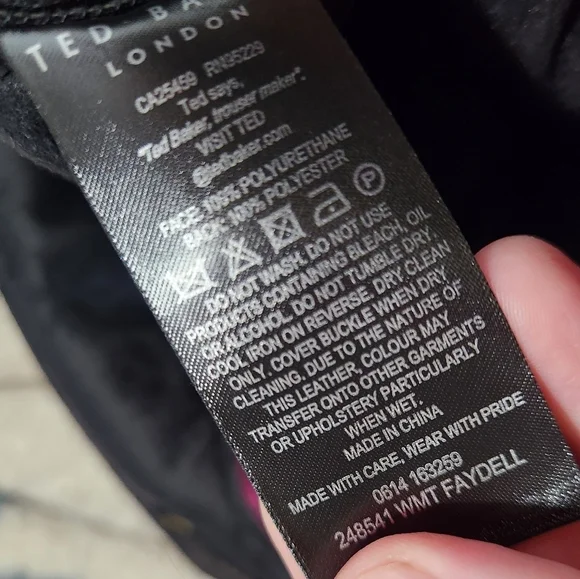 TED BA
LONDON
CA25459 RN95229
Ted says,
"Ted Baker, trouser maker".
VISIT TED
@tedbaker.com
FACE: 100% POLYURETHANE
BACK: 100% POLYESTER
P
DO NOT WASH. DO NOT USE
PRODUCTS CONTAINING BLEACH, OIL
OR ALCOHOL. DO NOT TUMBLE DRY.
COOL IRON ON REVERSE. DRY CLEAN
ONLY. COVER BUCKLE WHEN DRY
CLEANING. DUE TO THE NATURE OF
THIS LEATHER, COLOUR MAY
TRANSFER ONTO OTHER GARMENTS
OR UPHOLSTERY PARTICULARLY
WHEN WET.
MADE IN CHINA
MADE WITH CARE, WEAR WITH PRIDE
0614 163259
248541 WMT FAYDELL